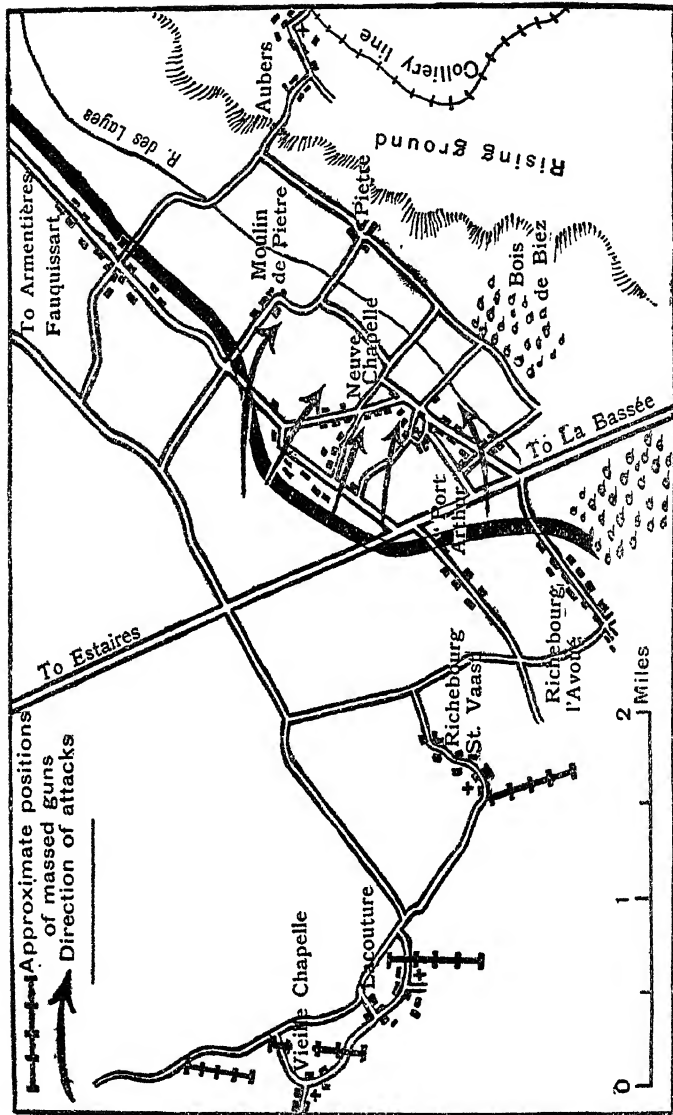 Approximate positions
of massed guns
Direction of attacks
To Estaires
To Armentières
Fauquissart
R. des Layes
Aubers
Colliery line
Rising ground
Moulin
de Pietre
Pietre
Neuve
Chapelle
Bois
de Biez
To La Bassée
Port
Arthur
Richebourg
St. Vaast
Richebourg
l'Avoué
Vieille Chapelle
Lacouture
0 1 2
Miles